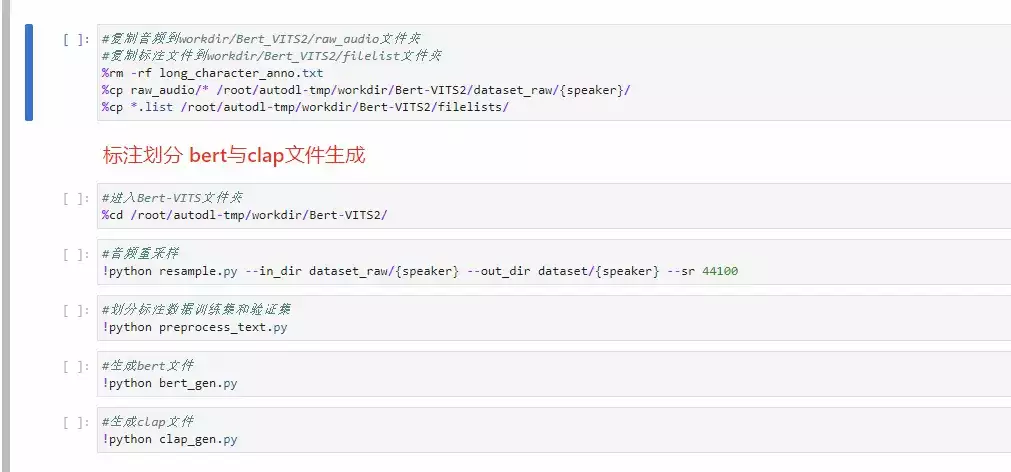 [ ]:
#复制音频到workdir/Bert_VITS2/raw_audio文件夹
#复制标注文件到workdir/Bert_VITS2/filelist文件夹
%rm -rf long_character_anno.txt
%cp raw_audio/* /root/autodl-tmp/workdir/Bert-VITS2/dataset_raw/{speaker}/
%cp *.list /root/autodl-tmp/workdir/Bert-VITS2/filelists/
标注划分 bert与clap文件生成
[ ]:
#进入Bert-VITS文件夹
%cd /root/autodl-tmp/workdir/Bert-VITS2/
[ ]:
#音频重采样
!python resample.py --in_dir dataset_raw/{speaker} --out_dir dataset/{speaker} --sr 44100
[ ]:
#划分标注数据训练集和验证集
!python preprocess_text.py
[ ]:
#生成bert文件
!python bert_gen.py
[ ]:
#生成clap文件
!python clap_gen.py